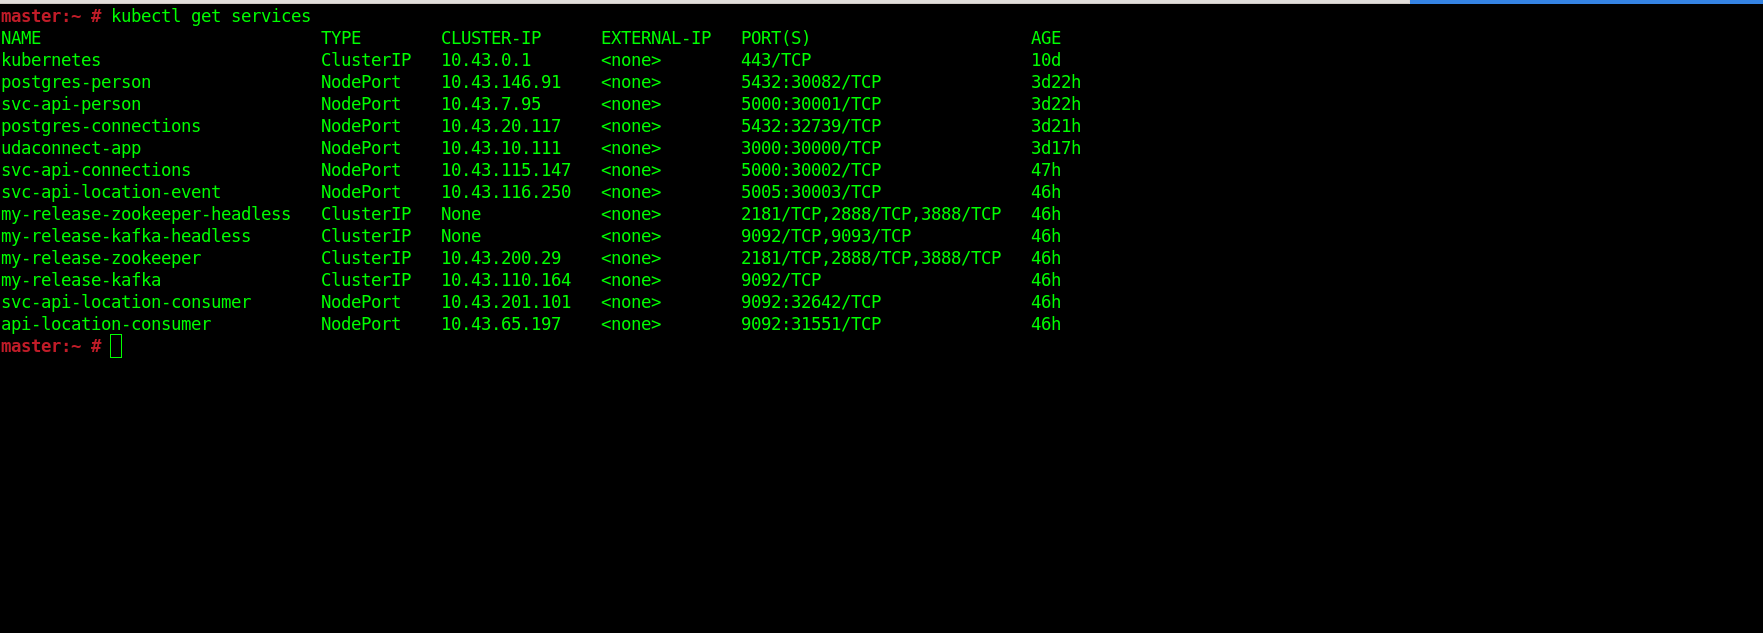 master:~ # kubectl get services
NAME                            TYPE        CLUSTER-IP      EXTERNAL-IP   PORT(S)                      AGE
kubernetes                      ClusterIP   10.43.0.1       <none>        443/TCP                      10d
postgres-person                 NodePort    10.43.146.91    <none>        5432:30082/TCP               3d22h
svc-api-person                  NodePort    10.43.7.95      <none>        5000:30001/TCP               3d22h
postgres-connections            NodePort    10.43.20.117    <none>        5432:32739/TCP               3d21h
udaconnect-app                  NodePort    10.43.10.111    <none>        3000:30000/TCP               3d17h
svc-api-connections             NodePort    10.43.115.147   <none>        5000:30002/TCP               47h
svc-api-location-event          NodePort    10.43.116.250   <none>        5005:30003/TCP               46h
my-release-zookeeper-headless   ClusterIP   None            <none>        2181/TCP,2888/TCP,3888/TCP   46h
my-release-kafka-headless       ClusterIP   None            <none>        9092/TCP,9093/TCP            46h
my-release-zookeeper            ClusterIP   10.43.200.29    <none>        2181/TCP,2888/TCP,3888/TCP   46h
my-release-kafka                ClusterIP   10.43.110.164   <none>        9092/TCP                     46h
svc-api-location-consumer       NodePort    10.43.201.101   <none>        9092:32642/TCP               46h
api-location-consumer           NodePort    10.43.65.197    <none>        9092:31551/TCP               46h
master:~ #